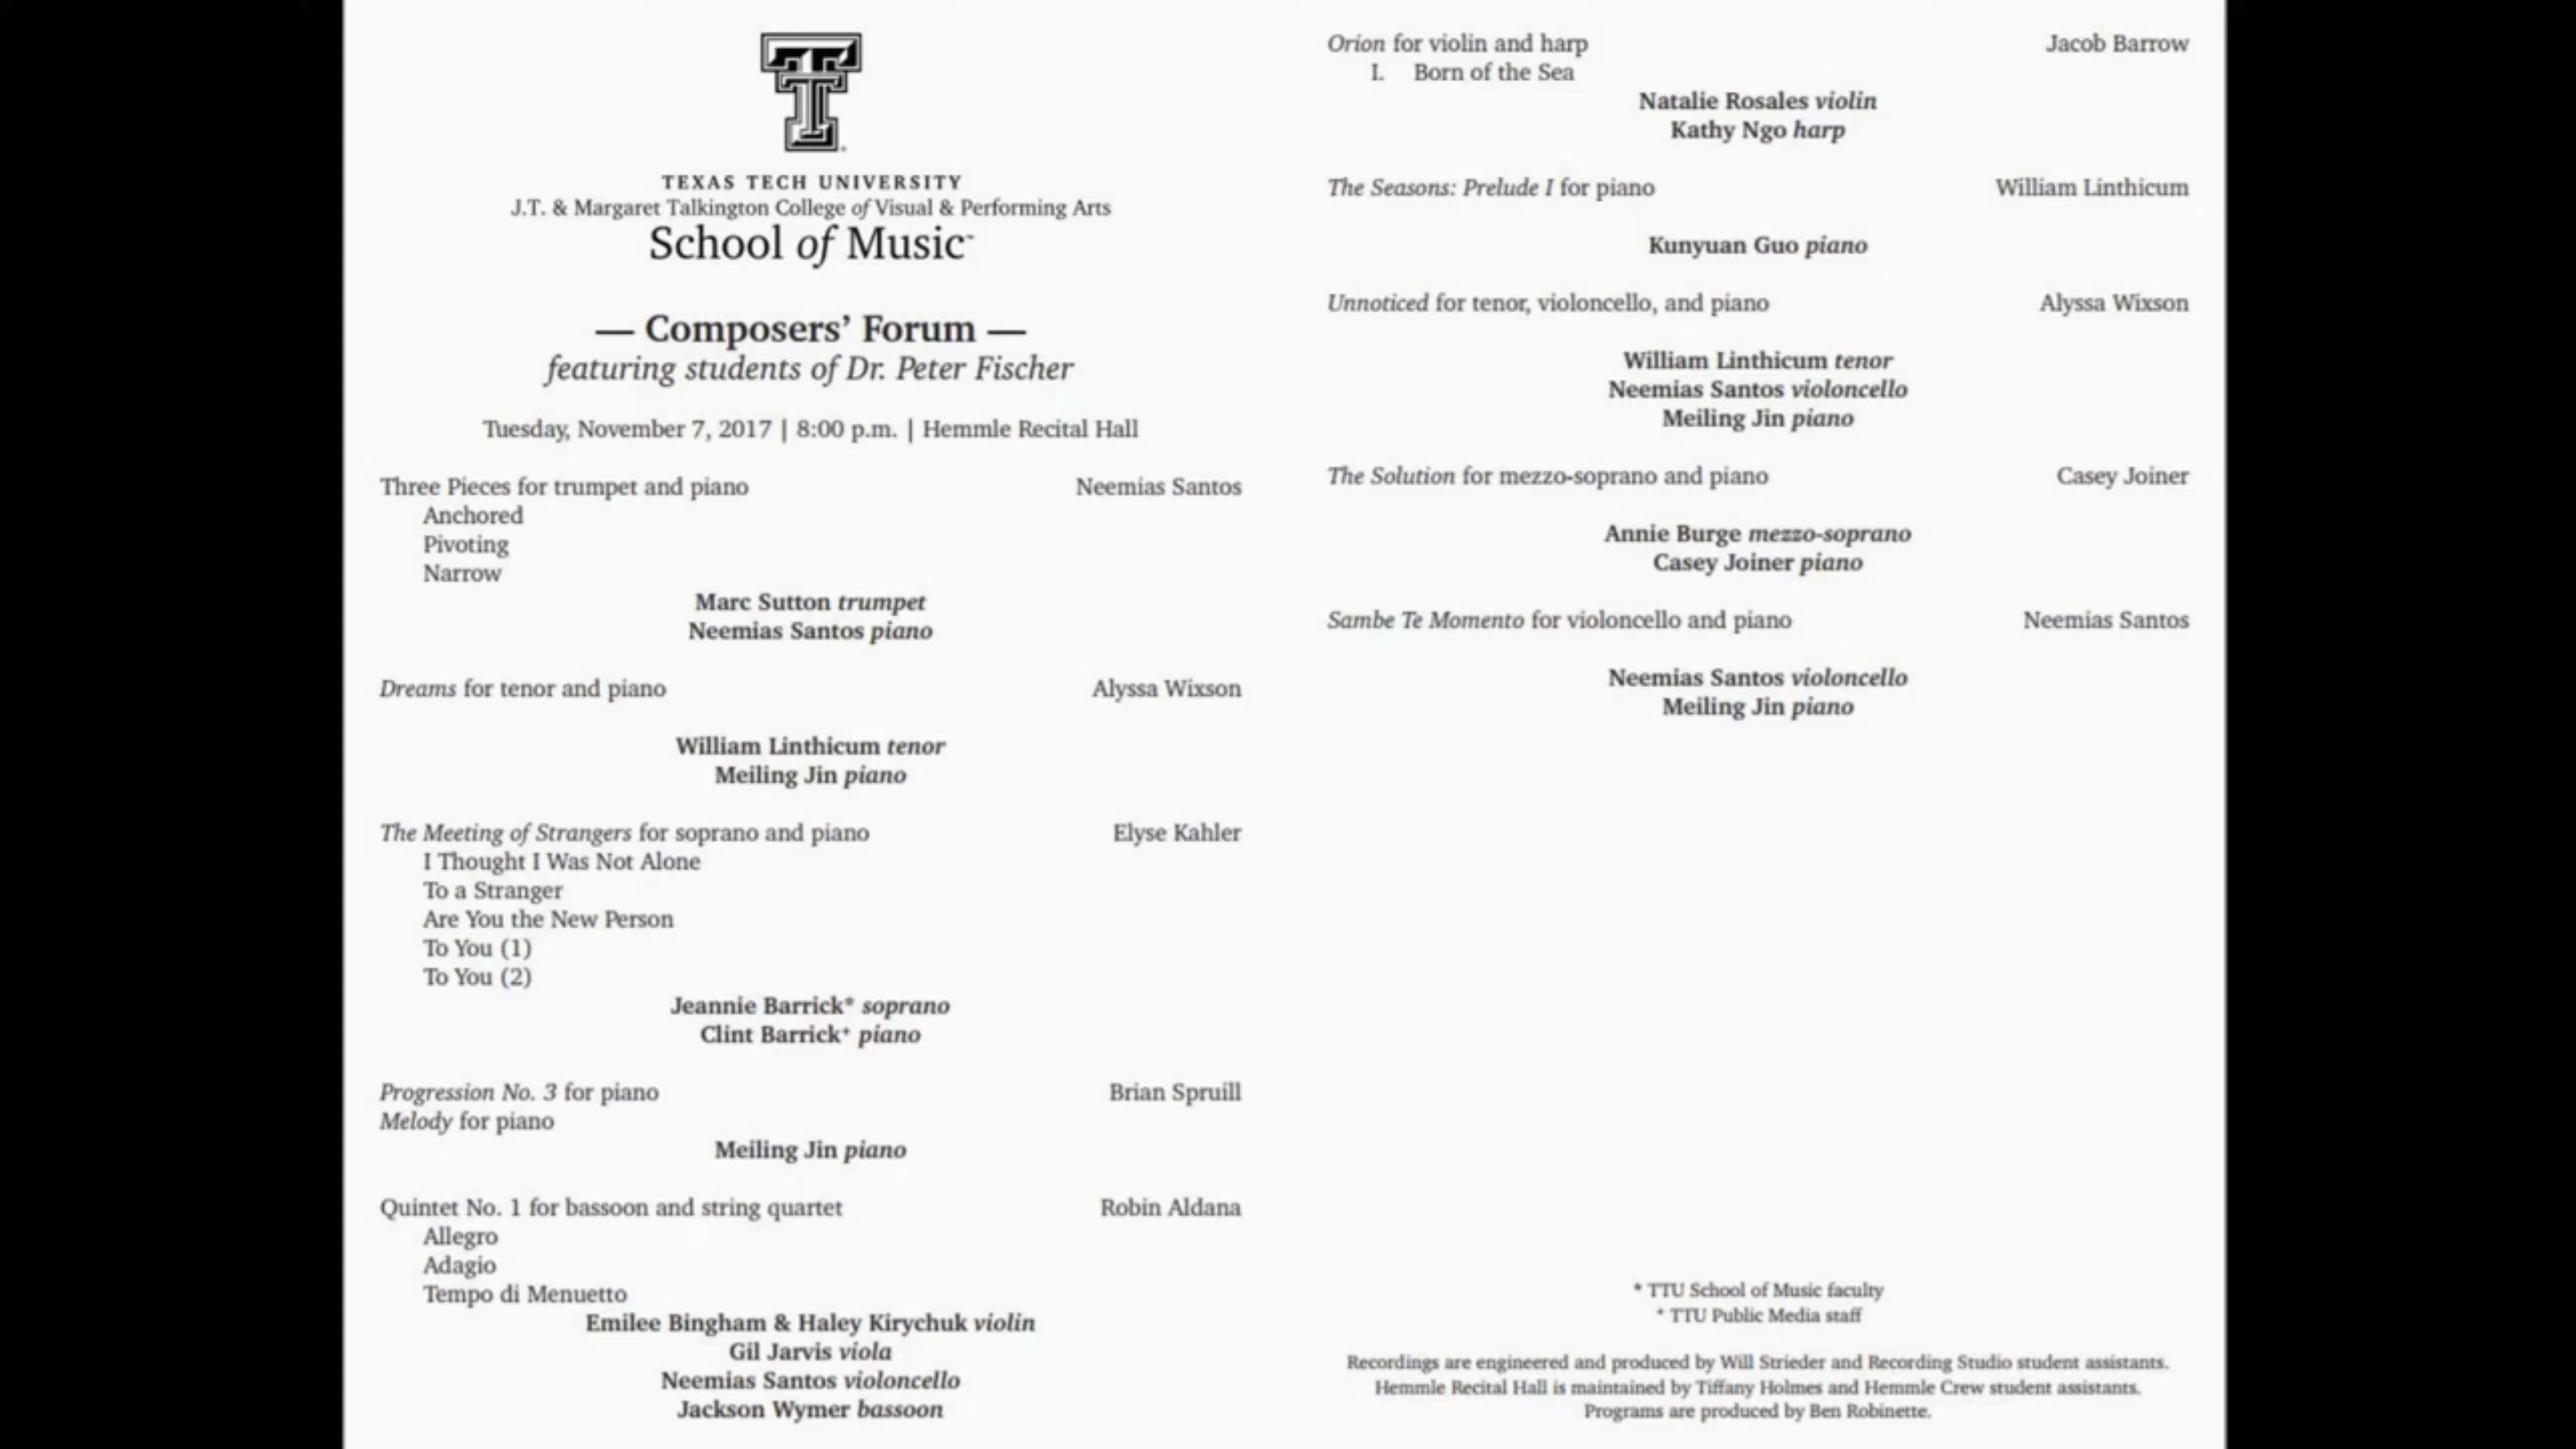 TEXAS TECH UNIVERSITY
J.T. & Margaret Talkington College of Visual & Performing Arts
School of Music™
— Composers’ Forum —
featuring students of Dr. Peter Fischer
Tuesday, November 7, 2017 | 8:00 p.m. | Hemmle Recital Hall
Three Pieces for trumpet and piano Neemias Santos
Anchored
Pivoting
Narrow
Marc Sutton trumpet
Neemias Santos piano
Dreams for tenor and piano Alyssa Wixson
William Linthicum tenor
Meiling Jin piano
The Meeting of Strangers for soprano and piano Elyse Kahler
I Thought I Was Not Alone
To a Stranger
Are You the New Person
To You (1)
To You (2)
Jeannie Barrick* soprano
Clint Barrick⁺ piano
Progression No. 3 for piano Brian Spruill
Melody for piano
Meiling Jin piano
Quintet No. 1 for bassoon and string quartet Robin Aldana
Allegro
Adagio
Tempo di Menuetto
Emilee Bingham & Haley Kirychuk violin
Gil Jarvis viola
Neemias Santos violoncello
Jackson Wymer bassoon
Orion for violin and harp Jacob Barrow
I. Born of the Sea
Natalie Rosales violin
Kathy Ngo harp
The Seasons: Prelude I for piano William Linthicum
Kunyuan Guo piano
Unnoticed for tenor, violoncello, and piano Alyssa Wixson
William Linthicum tenor
Neemias Santos violoncello
Meiling Jin piano
The Solution for mezzo-soprano and piano Casey Joiner
Annie Burge mezzo-soprano
Casey Joiner piano
Sambe Te Momento for violoncello and piano Neemias Santos
Neemias Santos violoncello
Meiling Jin piano
* TTU School of Music faculty
⁺ TTU Public Media staff
Recordings are engineered and produced by Will Strieder and Recording Studio student assistants.
Hemmle Recital Hall is maintained by Tiffany Holmes and Hemmle Crew student assistants.
Programs are produced by Ben Robinette.